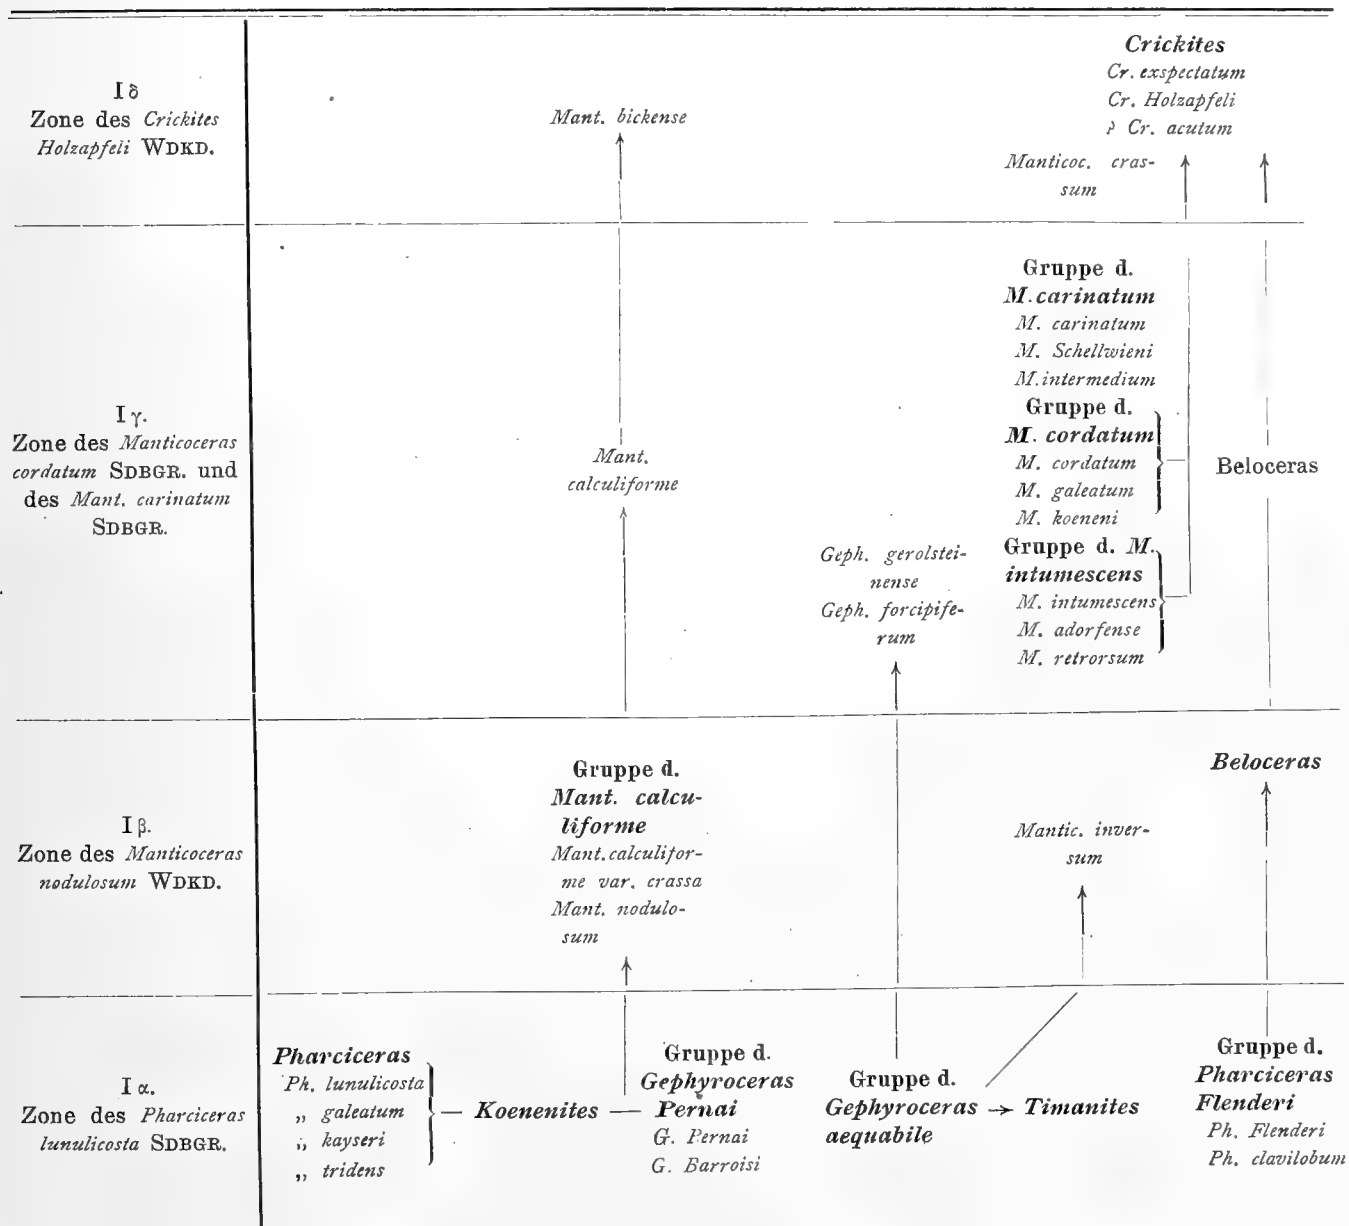 I δ
Zone des Crickites
Holzapfeli WDKD.
Mant. bickense
Crickites
Cr. exspectatum
Cr. Holzapfeli
? Cr. acutum
Manticoc. cras-
sum
I γ.
Zone des Manticoceras
cordatum SDBGR. und
des Mant. carinatum
SDBGR.
Mant.
calculiforme
Geph. gerolstei-
nense
Geph. forcipife-
rum
Gruppe d.
M. carinatum
M. carinatum
M. Schellwieni
M. intermedium
Gruppe d.
M. cordatum
M. cordatum
M. galeatum
M. koeneni
Gruppe d. M.
intumescens
M. intumescens
M. adorfense
M. retrorsum
Beloceras
I β.
Zone des Manticoceras
nodulosum WDKD.
Gruppe d.
Mant. calcu-
liforme
Mant. calculifor-
me var. crassa
Mant. nodulo-
sum
Mantic. inver-
sum
Beloceras
I α.
Zone des Pharciceras
lunulicosta SDBGR.
Pharciceras
Ph. lunulicosta
„ galeatum
„ kayseri
„ tridens
— Koenenites —
Gruppe d.
Gephyroceras
Pernai
G. Pernai
G. Barroisi
Gruppe d.
Gephyroceras
aequabile
→ Timanites
Gruppe d.
Pharciceras
Flenderi
Ph. Flenderi
Ph. clavilobum